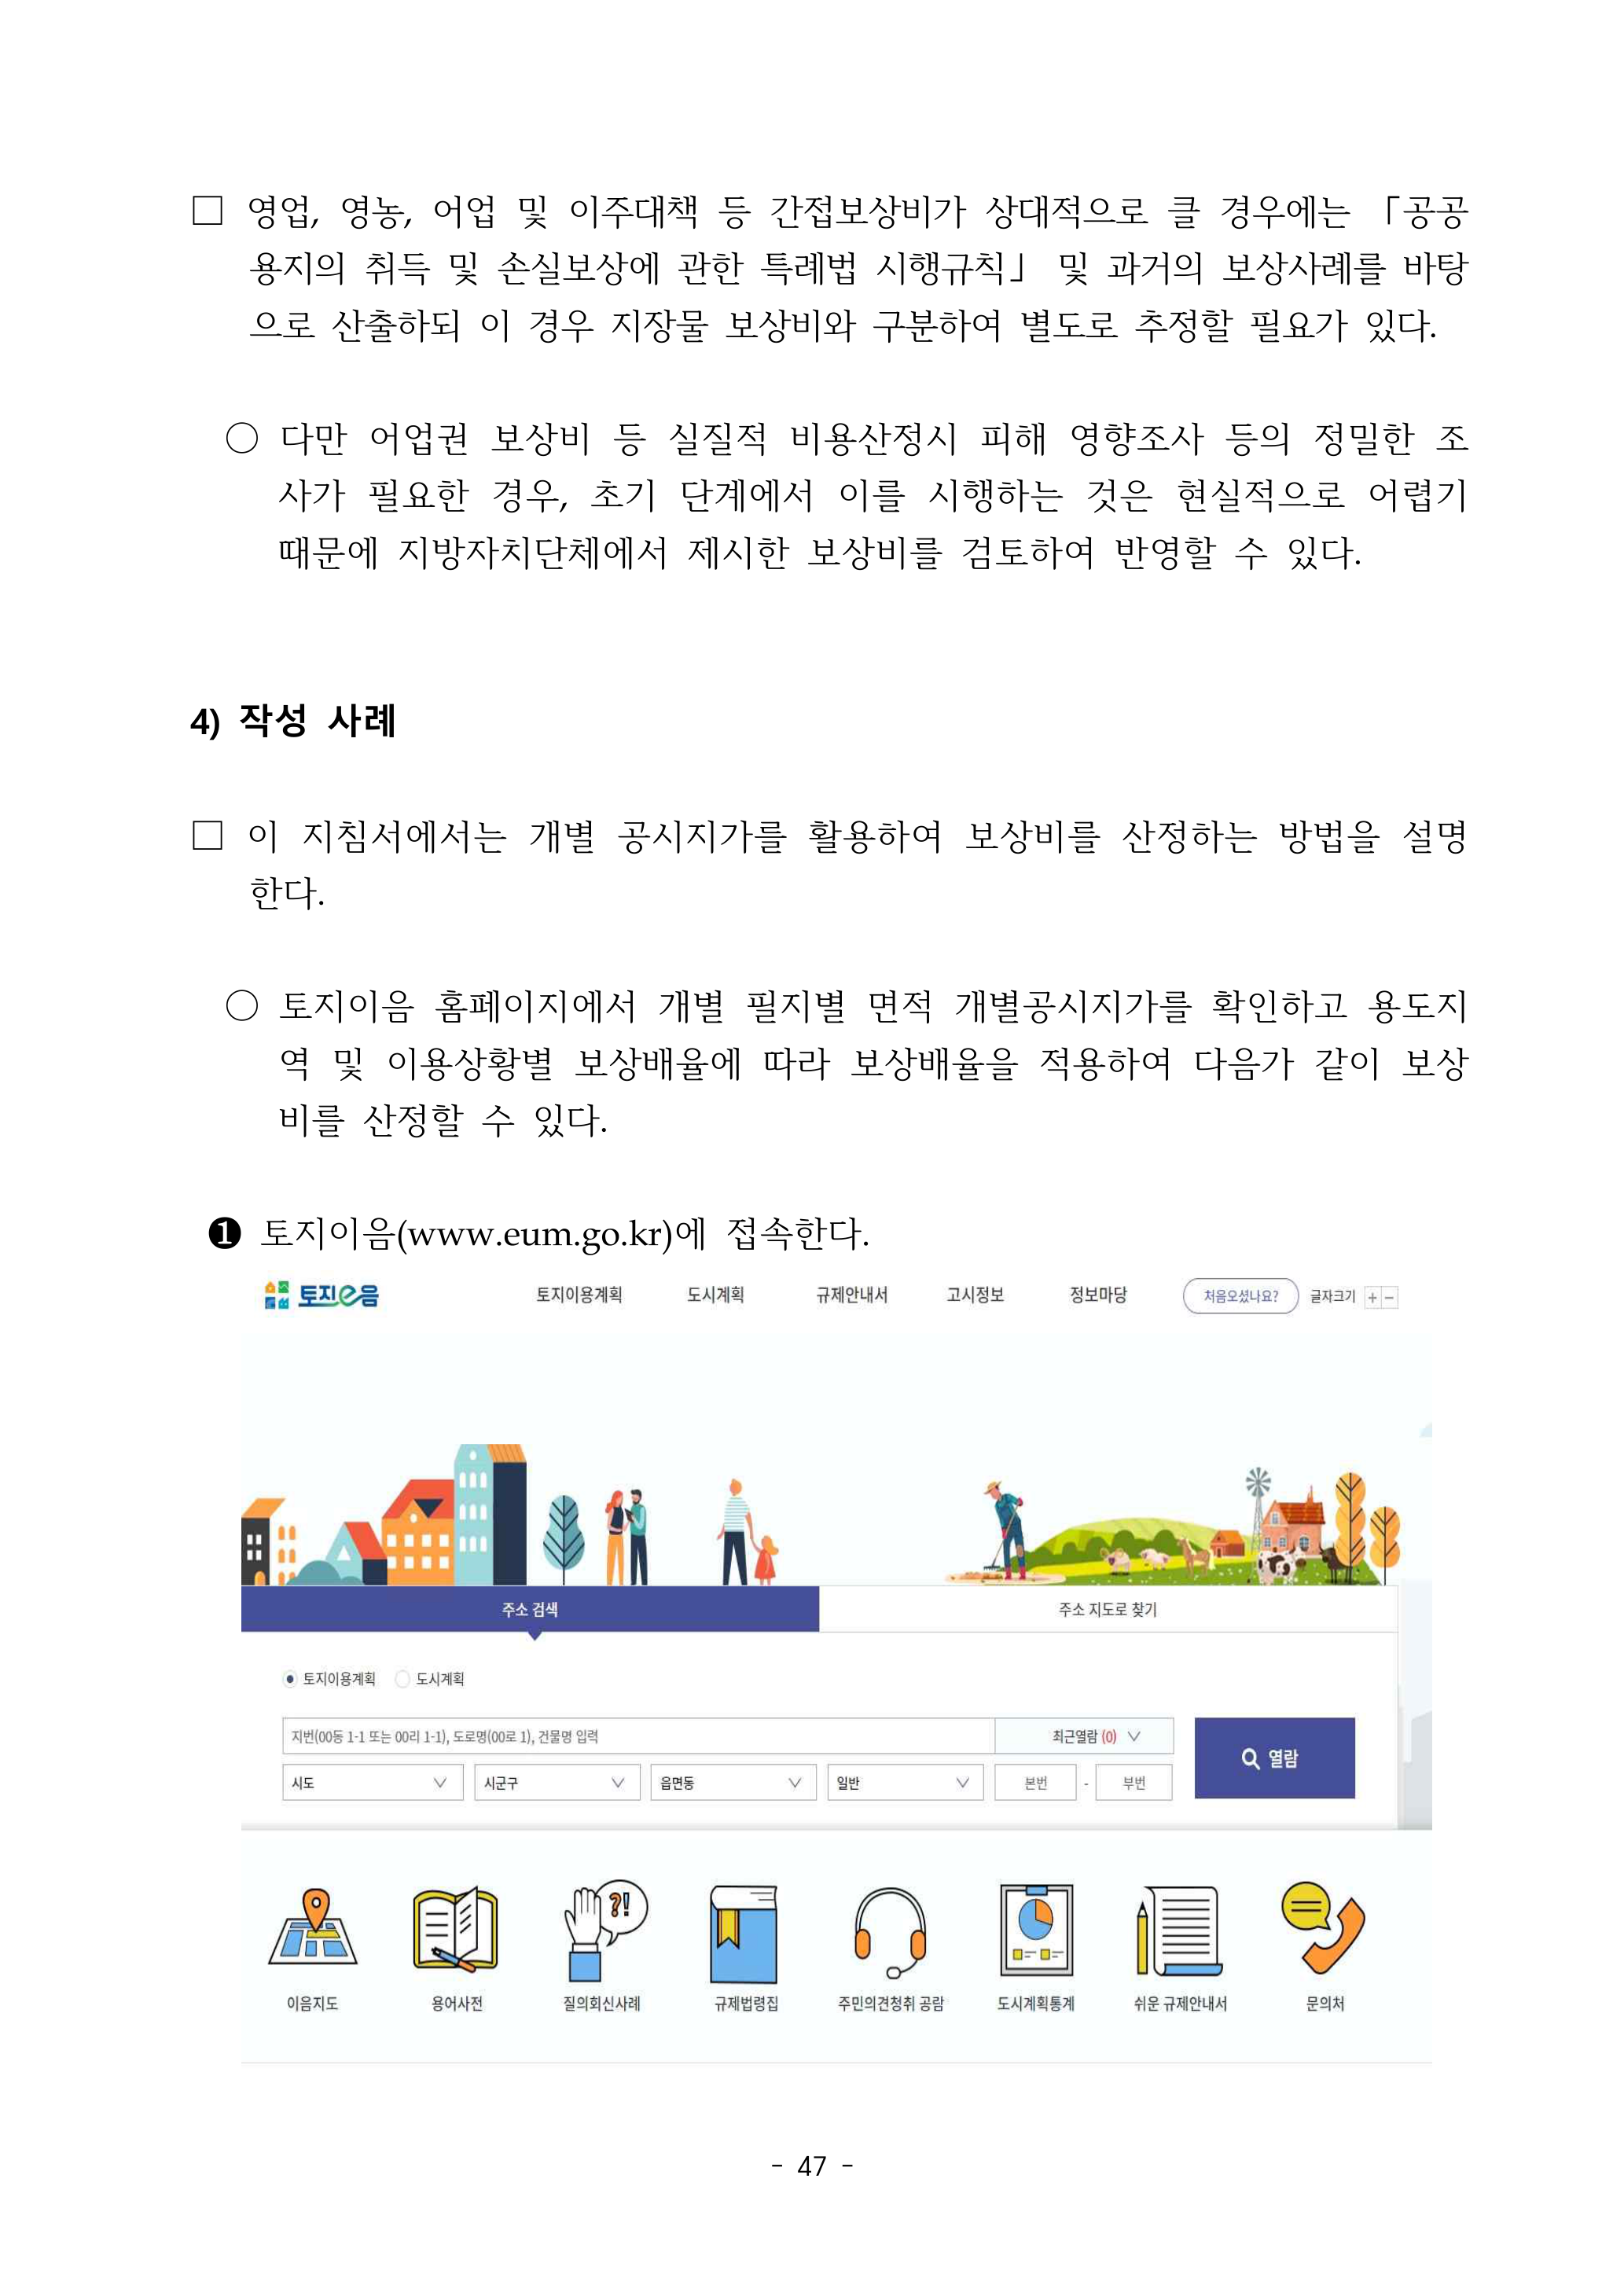 □ 영업, 영농, 어업 및 이주대책 등 간접보상비가 상대적으로 클 경우에는 「공공
용지의 취득 및 손실보상에 관한 특례법 시행규칙」 및 과거의 보상사례를 바탕
으로 산출하되 이 경우 지장물 보상비와 구분하여 별도로 추정할 필요가 있다.
○ 다만 어업권 보상비 등 실질적 비용산정시 피해 영향조사 등의 정밀한 조
사가 필요한 경우, 초기 단계에서 이를 시행하는 것은 현실적으로 어렵기
때문에 지방자치단체에서 제시한 보상비를 검토하여 반영할 수 있다.
4) 작성 사례
□ 이 지침서에서는 개별 공시지가를 활용하여 보상비를 산정하는 방법을 설명
한다.
○ 토지이음 홈페이지에서 개별 필지별 면적 개별공시지가를 확인하고 용도지
역 및 이용상황별 보상배율에 따라 보상배율을 적용하여 다음가 같이 보상
비를 산정할 수 있다.
❶ 토지이음(www.eum.go.kr)에 접속한다.
토지e음 토지이용계획 도시계획 규제안내서 고시정보 정보마당 처음오셨나요? 글자크기 + -
주소 검색 주소 지도로 찾기
토지이용계획 도시계획
지번(00동 1-1 또는 00리 1-1), 도로명(00로 1), 건물명 입력 최근열람 (0)
열람
시도 시군구 읍면동 일반 본번 - 부번
?!
이음지도 용어사전 질의회신사례 규제법령집 주민의견청취 공람 도시계획통계 쉬운 규제안내서 문의처
- 47 -